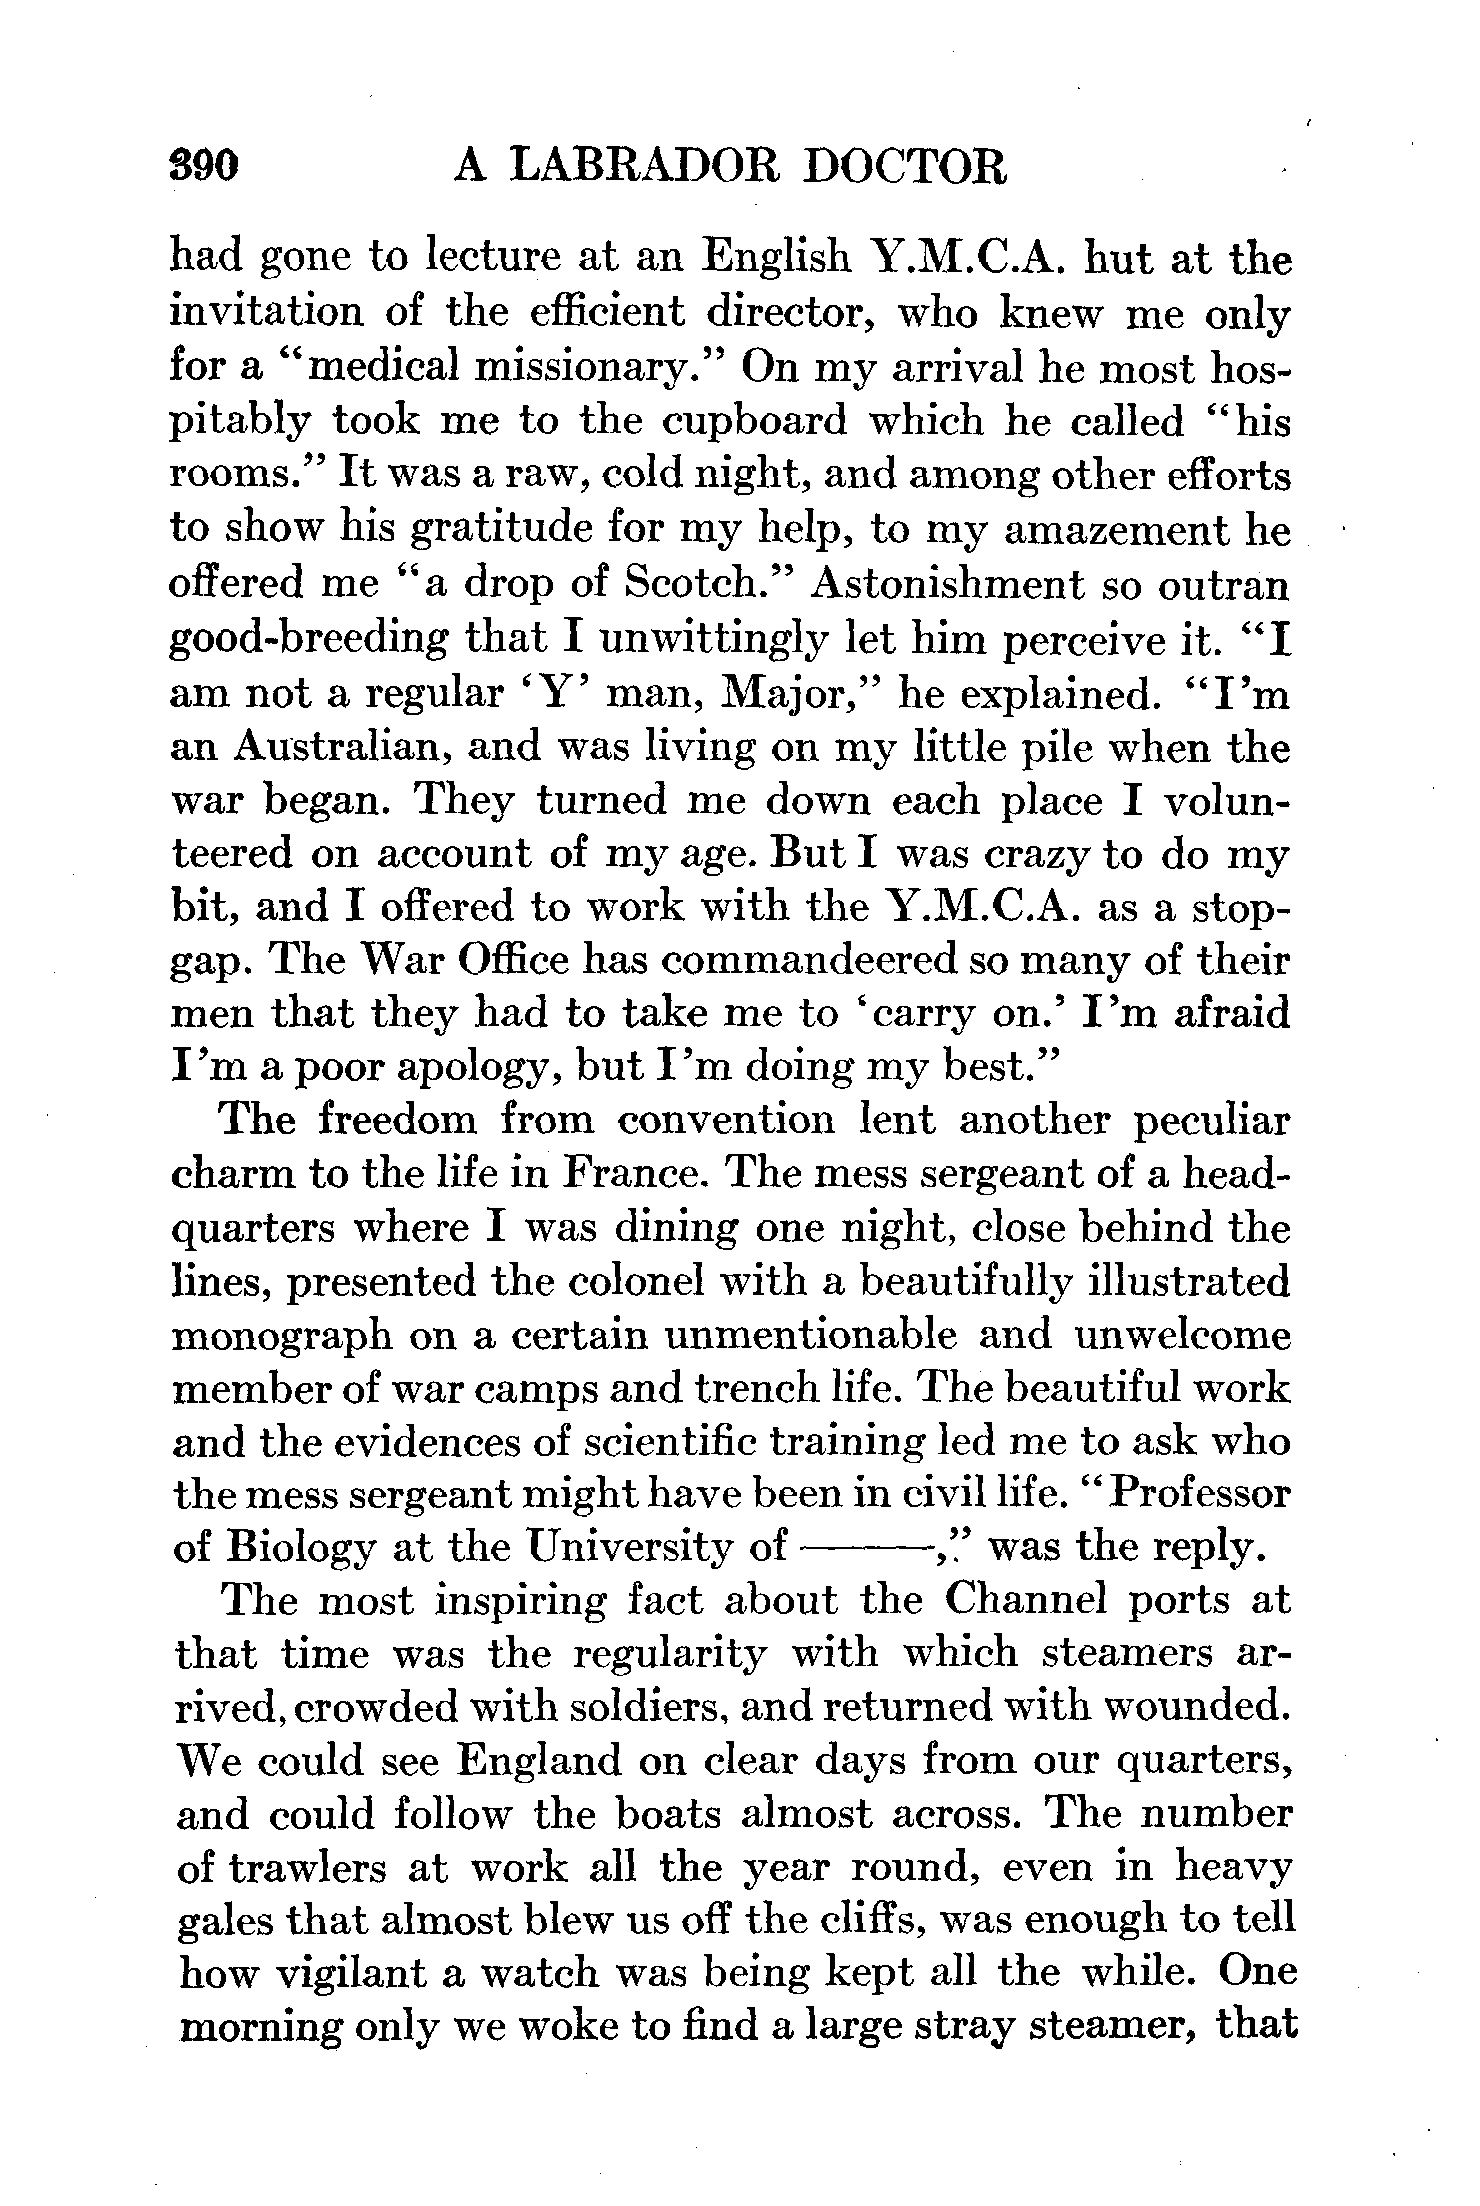 390 A LABRADOR DOCTOR
had gone to lecture at an English Y.M.C.A. hut at the
invitation of the efficient director, who knew me only
for a “medical missionary.” On my arrival he most hos-
pitably took me to the cupboard which he called “his
rooms.” It was a raw, cold night, and among other efforts
to show his gratitude for my help, to my amazement he
offered me “a drop of Scotch.” Astonishment so outran
good-breeding that I unwittingly let him perceive it. “I
am not a regular ‘Y’ man, Major,” he explained. “I’m
an Australian, and was living on my little pile when the
war began. They turned me down each place I volun-
teered on account of my age. But I was crazy to do my
bit, and I offered to work with the Y.M.C.A. as a stop-
gap. The War Office has commandeered so many of their
men that they had to take me to ‘carry on.’ I’m afraid
I’m a poor apology, but I’m doing my best.”
The freedom from convention lent another peculiar
charm to the life in France. The mess sergeant of a head-
quarters where I was dining one night, close behind the
lines, presented the colonel with a beautifully illustrated
monograph on a certain unmentionable and unwelcome
member of war camps and trench life. The beautiful work
and the evidences of scientific training led me to ask who
the mess sergeant might have been in civil life. “Professor
of Biology at the University of ———,” was the reply.
The most inspiring fact about the Channel ports at
that time was the regularity with which steamers ar-
rived, crowded with soldiers, and returned with wounded.
We could see England on clear days from our quarters,
and could follow the boats almost across. The number
of trawlers at work all the year round, even in heavy
gales that almost blew us off the cliffs, was enough to tell
how vigilant a watch was being kept all the while. One
morning only we woke to find a large stray steamer, that